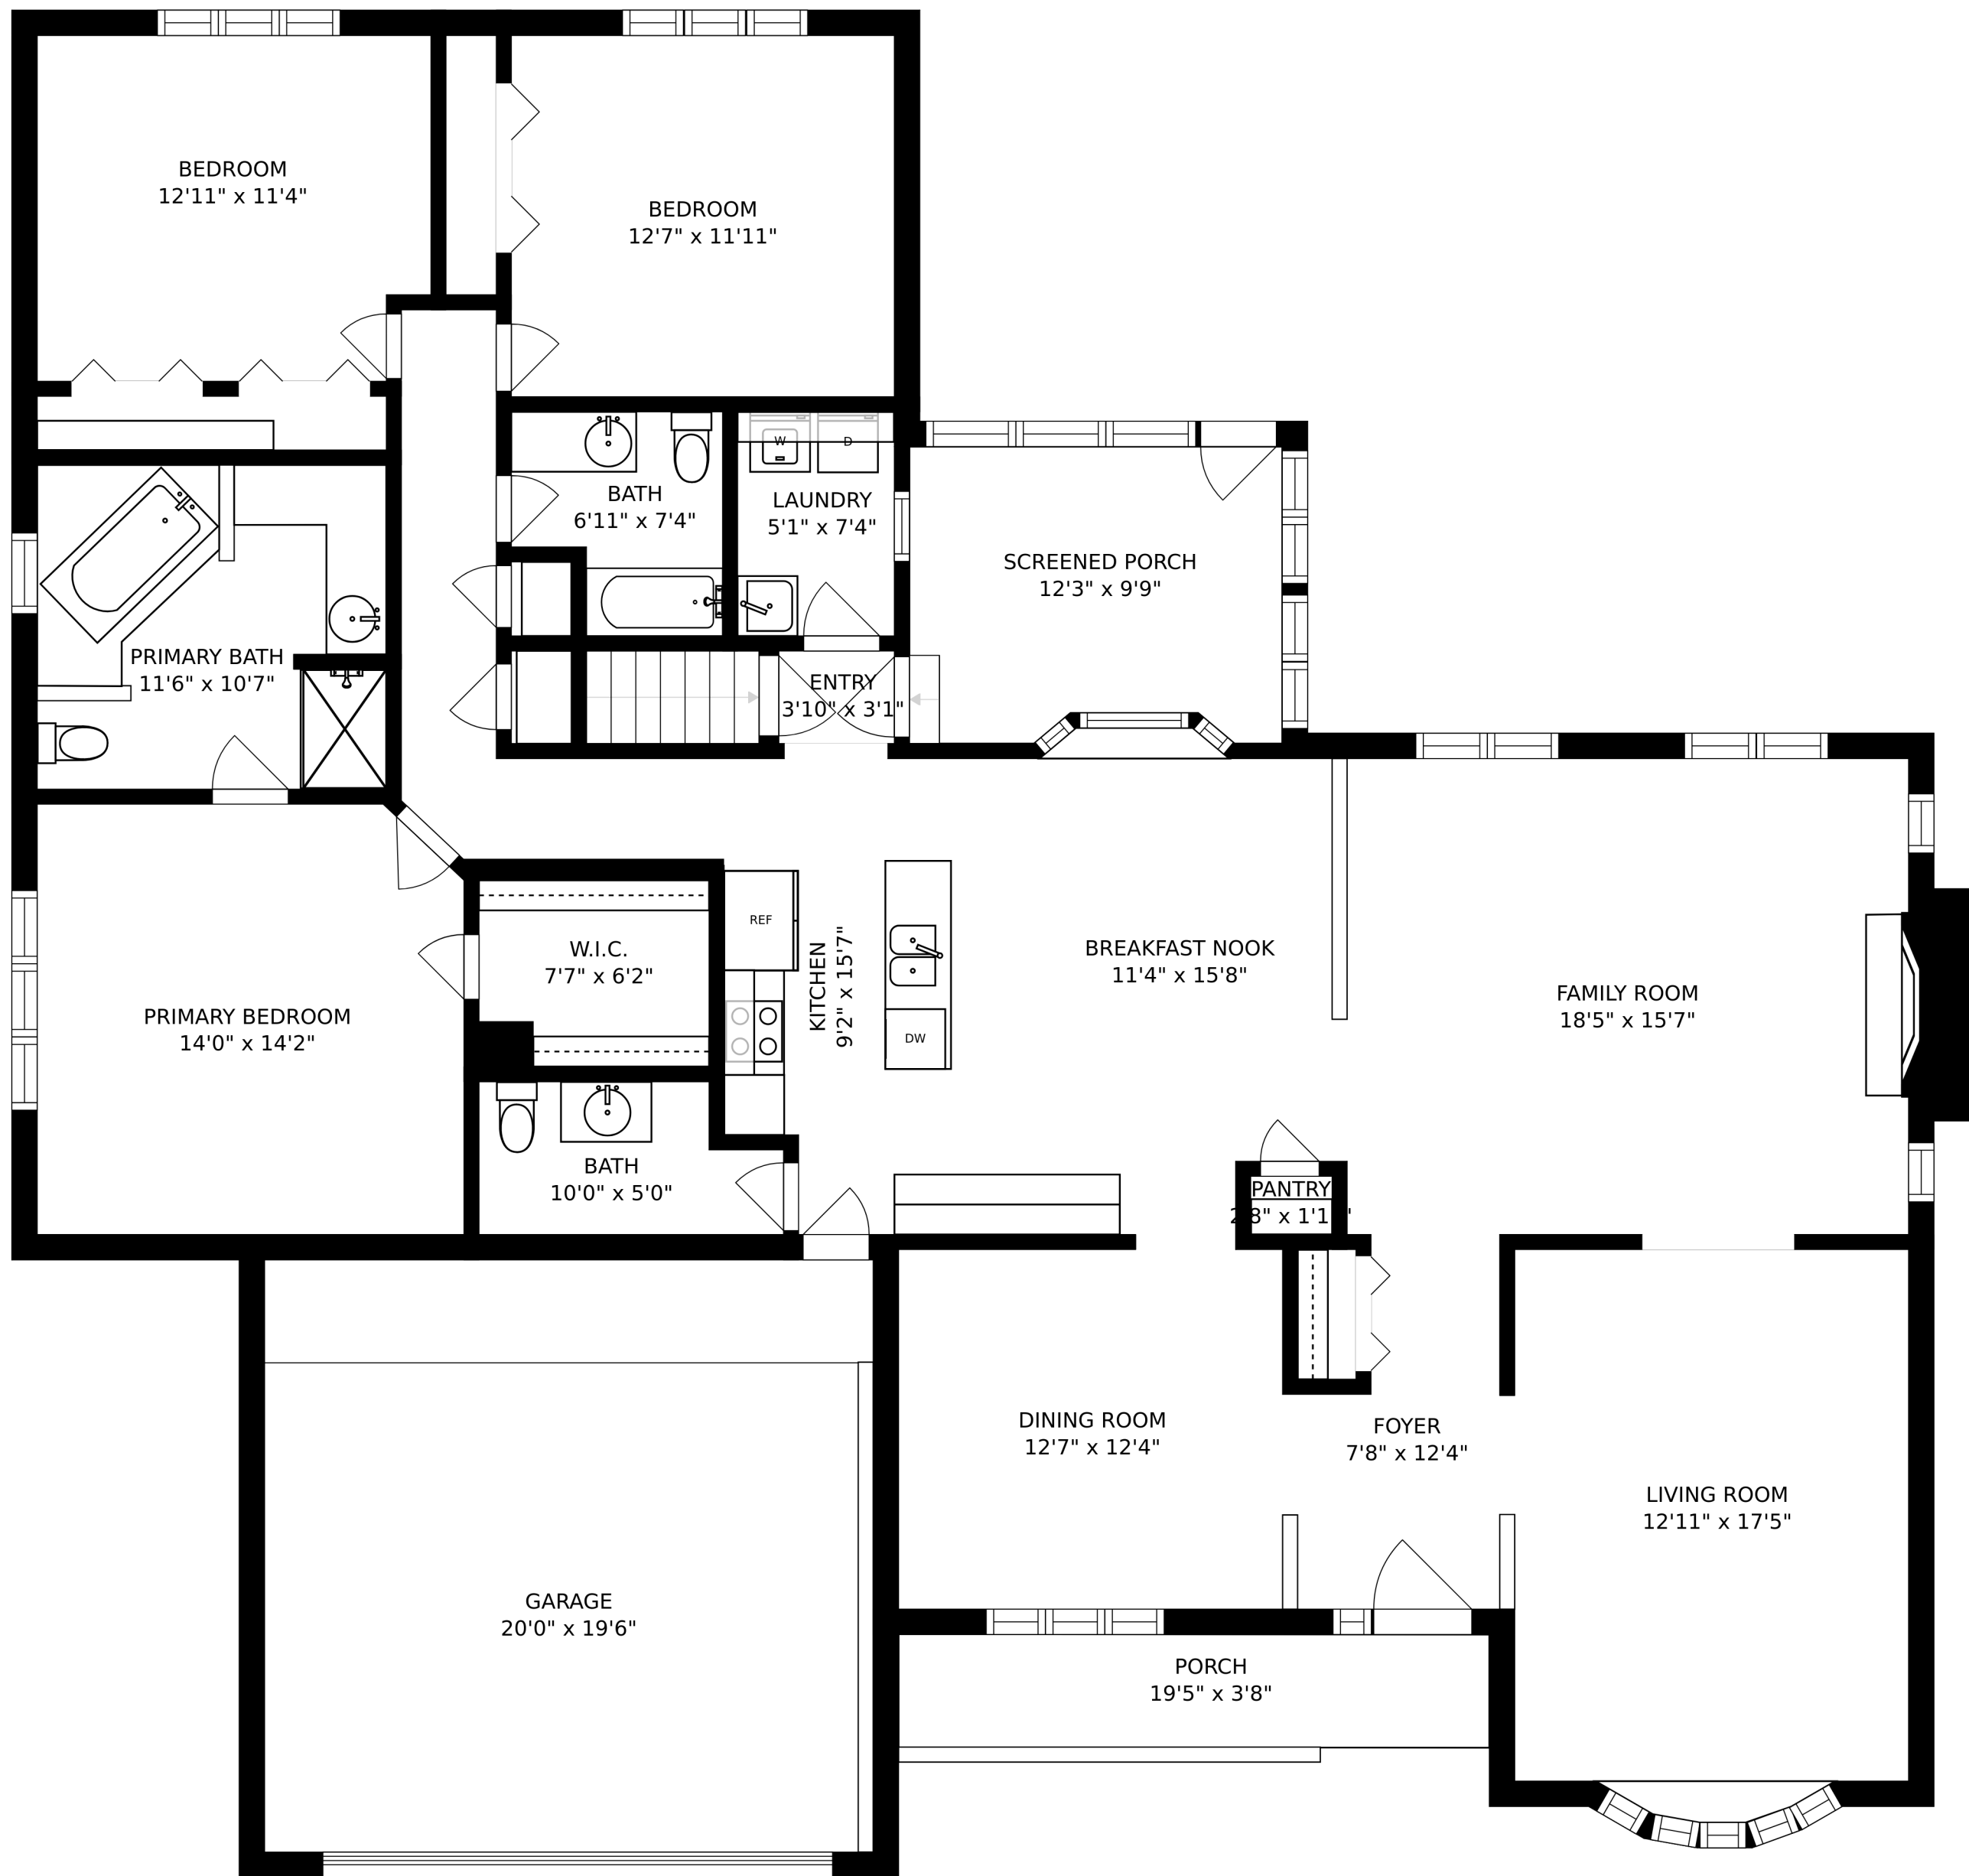 BEDROOM
12'11" x 11'4"
BEDROOM
12'7" x 11'11"
W
D
BATH
6'11" x 7'4"
LAUNDRY
5'1" x 7'4"
SCREENED PORCH
12'3" x 9'9"
PRIMARY BATH
11'6" x 10'7"
ENTRY
3'10" x 3'1"
REF
W.I.C.
7'7" x 6'2"
KITCHEN
9'2" x 15'7"
BREAKFAST NOOK
11'4" x 15'8"
DW
PRIMARY BEDROOM
14'0" x 14'2"
FAMILY ROOM
18'5" x 15'7"
BATH
10'0" x 5'0"
PANTRY
x
DINING ROOM
12'7" x 12'4"
FOYER
7'8" x 12'4"
LIVING ROOM
12'11" x 17'5"
GARAGE
20'0" x 19'6"
PORCH
19'5" x 3'8"